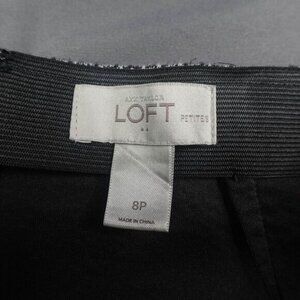 ANN TAYLOR
LOFT
PETITES
8P
MADE IN CHINA